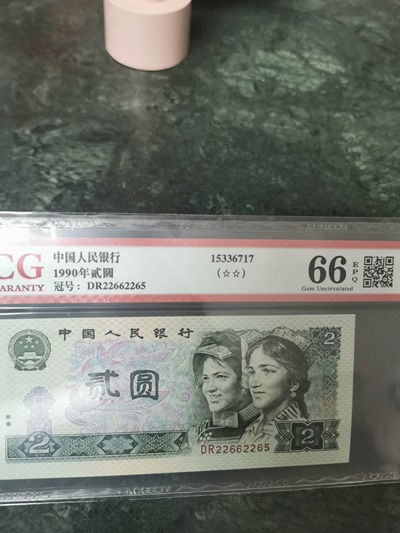 中国人民银行
1990年贰圆
冠号: DR22662265
15336717
(☆☆)
CG
ARANTY
66
EPQ
Gem Uncirculated
中国人民银行
贰圆
2
2
2
DR22662265